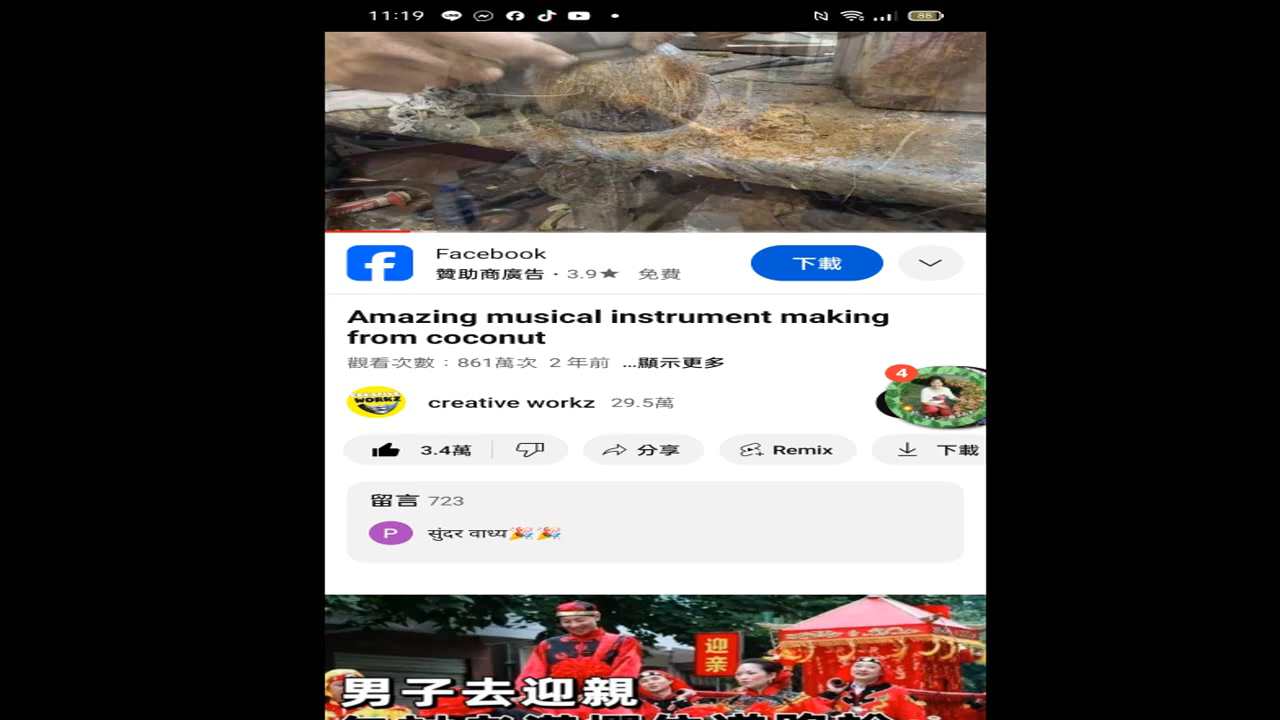 11:19
88
Facebook
贊助商廣告 · 3.9★ 免費
下載
Amazing musical instrument making
from coconut
觀看次數：861萬次 2 年前 ...顯示更多
4
WORKZ
creative workz 29.5萬
3.4萬
分享
Remix
下載
留言 723
P
सुंदर वाध्य🎉🎉
迎
亲
男子去迎親